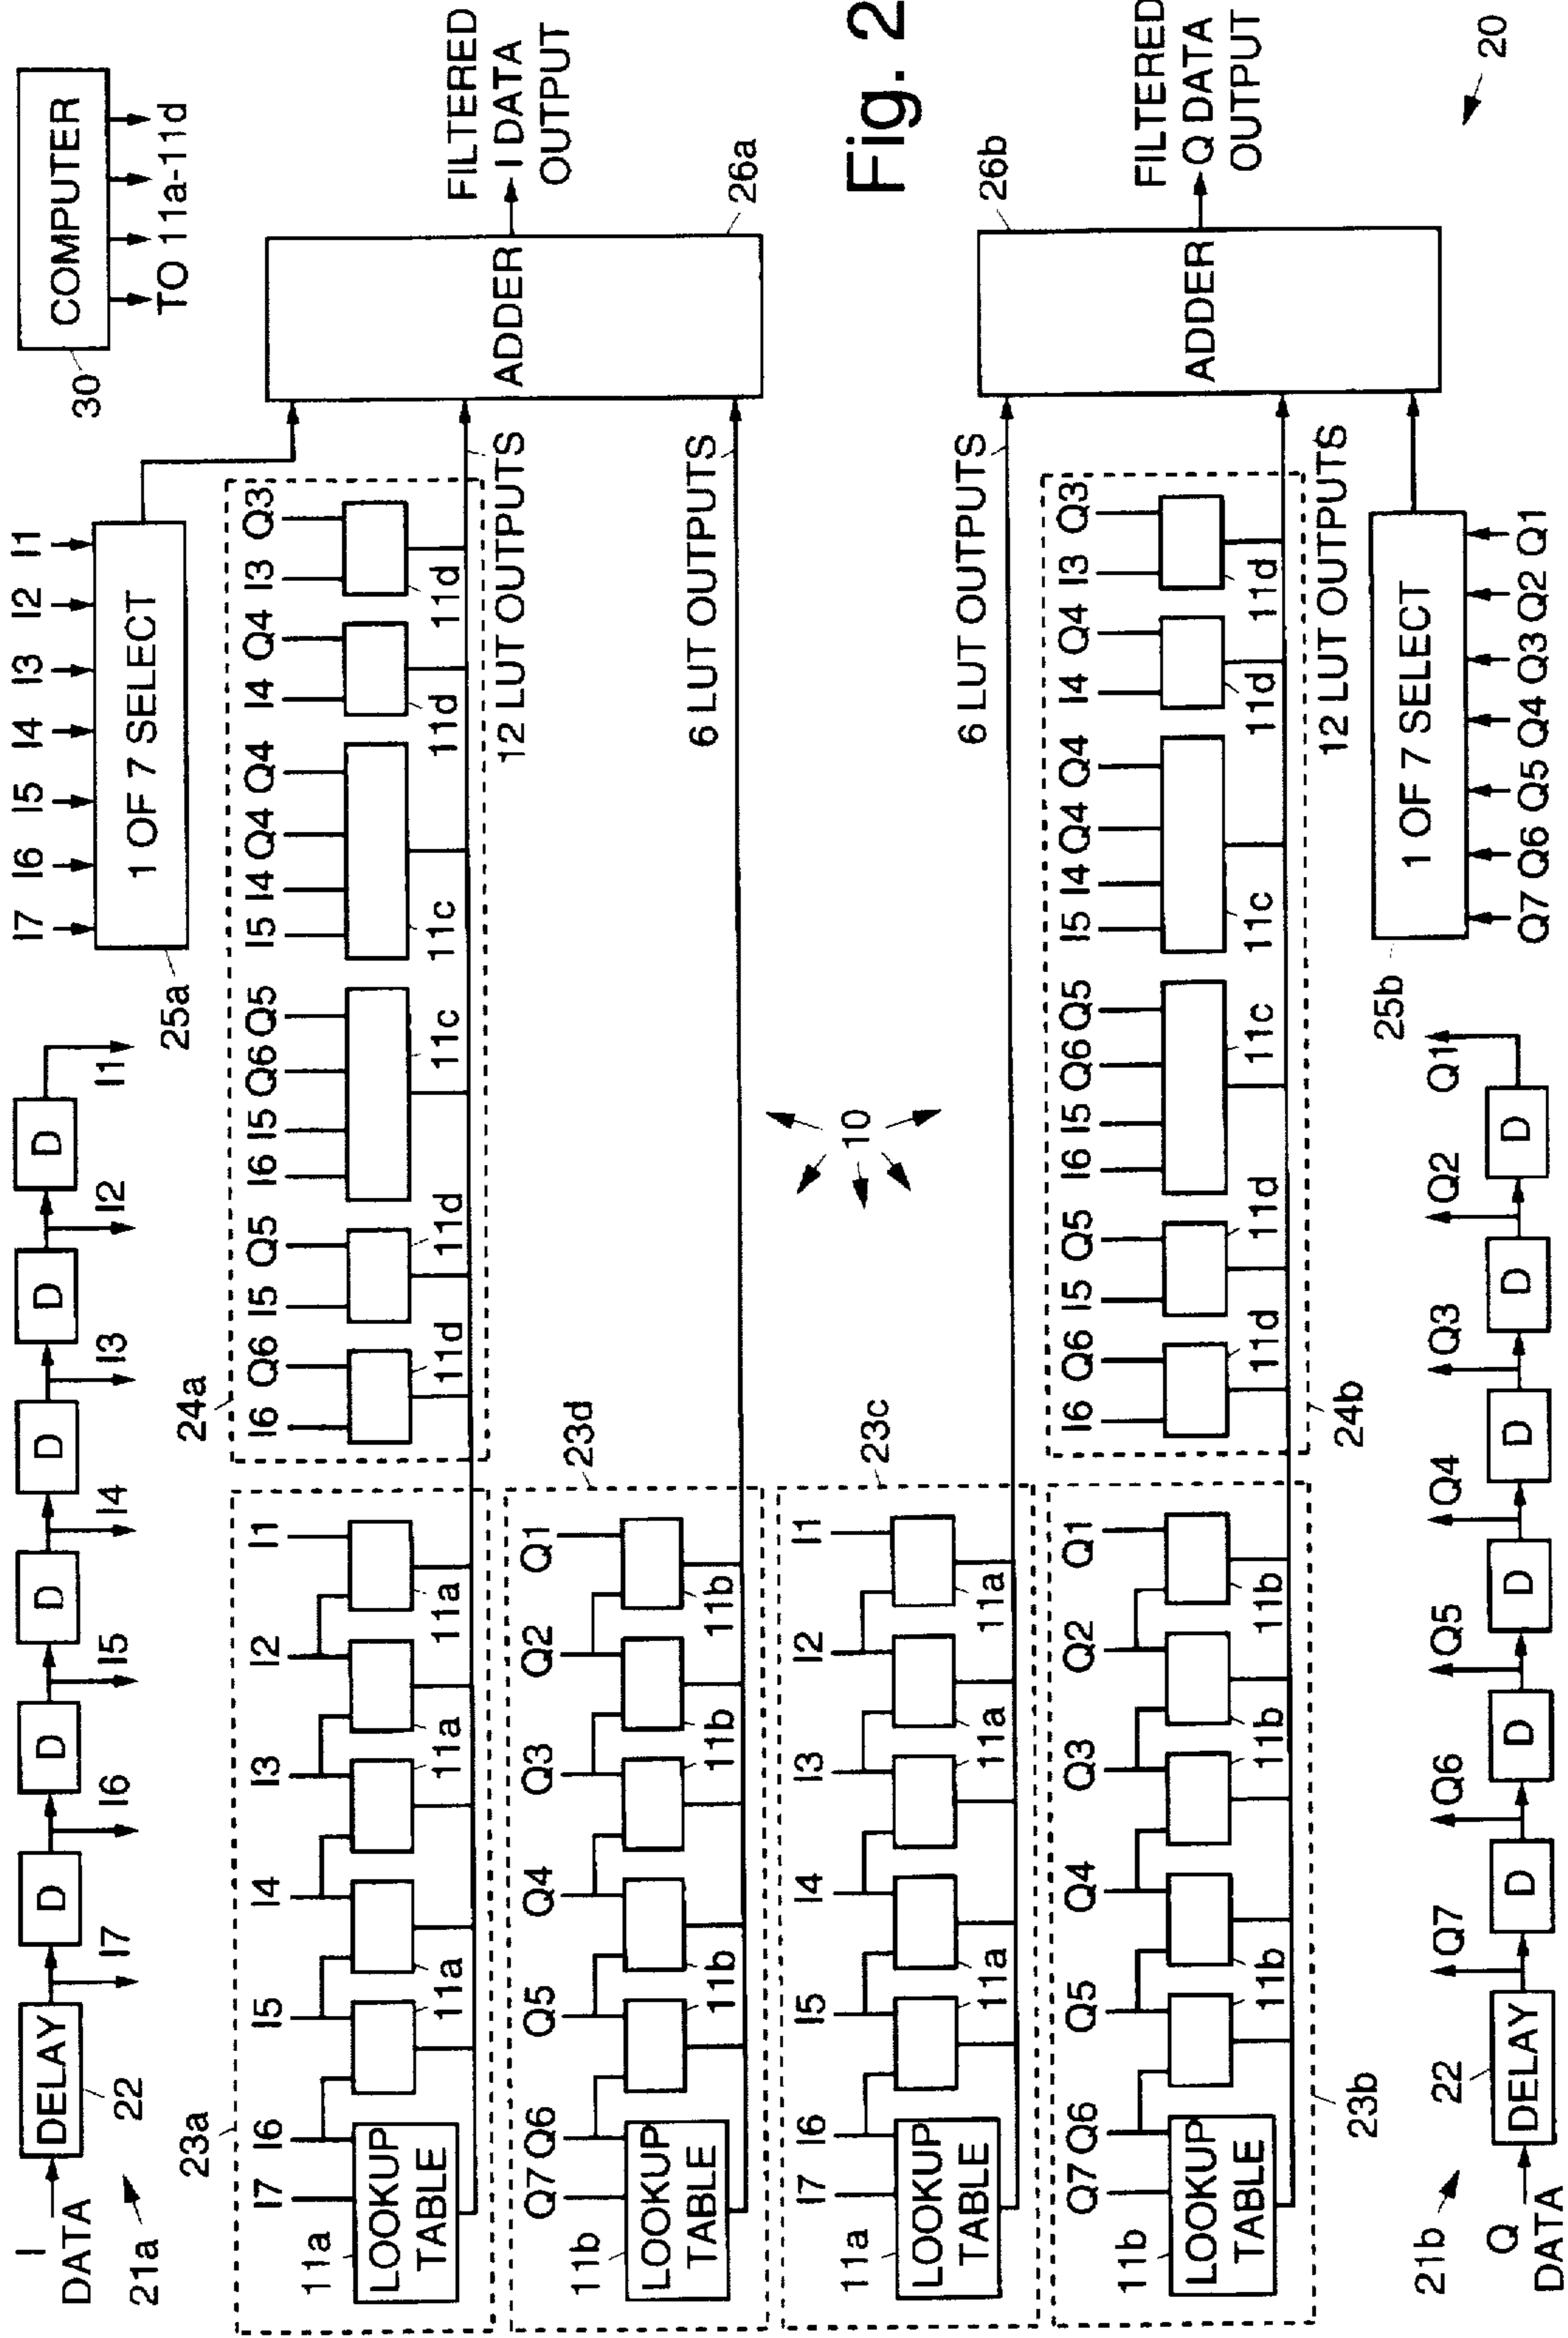 I
DATA
21a
DELAY
22
I7
D
I6
D
I5
D
I4
D
I3
D
I2
D
I1
I7 I6 I5 I4 I3 I2 I1
1 OF 7 SELECT
25a
COMPUTER
30
TO 11a-11d
23a
I7 I6 I5 I4 I3 I2 I1
LOOKUP
TABLE
11a
11a 11a 11a
24a
I6 Q6 I5 Q5 I6 I5 Q6 Q5 I5 I4 Q4 Q4 I4 Q4 I3 Q3
11d 11d 11c 11c 11d 11d
12 LUT OUTPUTS
ADDER
26a
FILTERED
I DATA
OUTPUT
23d
Q7 Q6 Q5 Q4 Q3 Q2 Q1
LOOKUP
TABLE
11b
11b 11b 11b
6 LUT OUTPUTS
10
Fig. 2
23c
I7 I6 I5 I4 I3 I2 I1
LOOKUP
TABLE
11a
11a 11a 11a
6 LUT OUTPUTS
23b
Q7 Q6 Q5 Q4 Q3 Q2 Q1
LOOKUP
TABLE
11b
11b 11b 11b 11b
24b
I6 Q6 I5 Q5 I6 I5 Q6 Q5 I5 I4 Q4 Q4 I4 Q4 I3 Q3
11d 11d 11c 11c 11d 11d
12 LUT OUTPUTS
ADDER
26b
FILTERED
Q DATA
OUTPUT
1 OF 7 SELECT
25b
Q7 Q6 Q5 Q4 Q3 Q2 Q1
20
21b
Q
DATA
DELAY
22
Q7
D
Q6
D
Q5
D
Q4
D
Q3
D
Q2
D
Q1